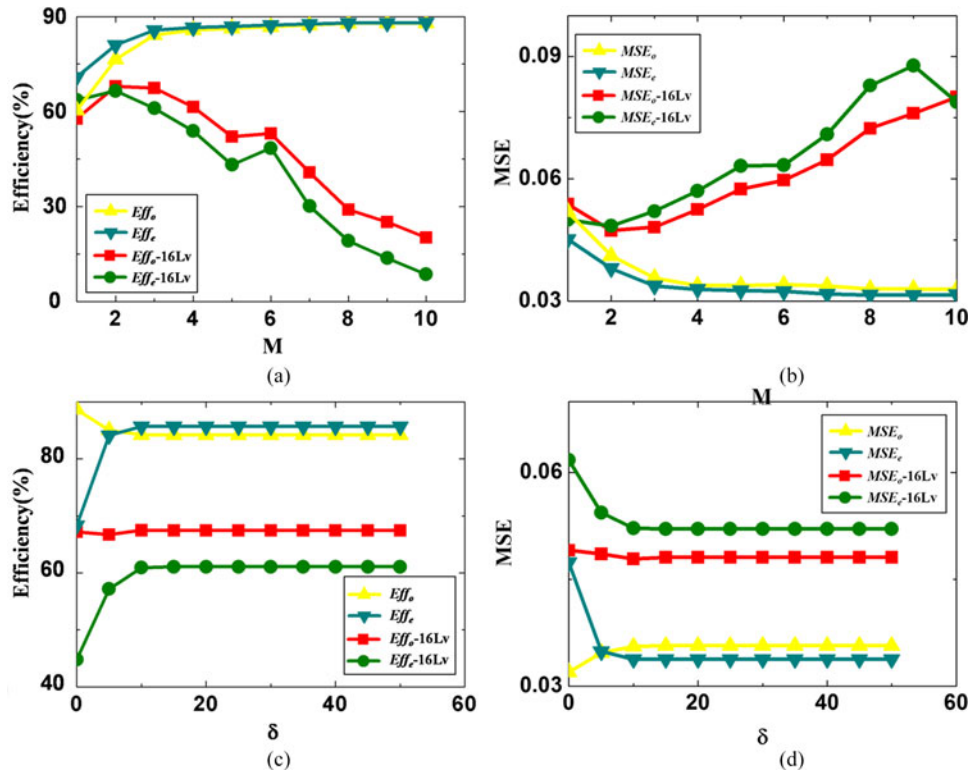 90
60
30
0
Efficiency(%)
Effo
Effe
Effo-16Lv
Effe-16Lv
2 4 6 8 10
M
(a)
0.09
0.06
0.03
MSE
MSEo
MSEe
MSEo-16Lv
MSEe-16Lv
2 4 6 8 10
M
(b)
80
60
40
Efficiency(%)
Effo
Effe
Effo-16Lv
Effe-16Lv
0 20 40 60
δ
(c)
0.06
0.03
MSE
MSEo
MSEe
MSEo-16Lv
MSEe-16Lv
0 20 40 60
δ
(d)